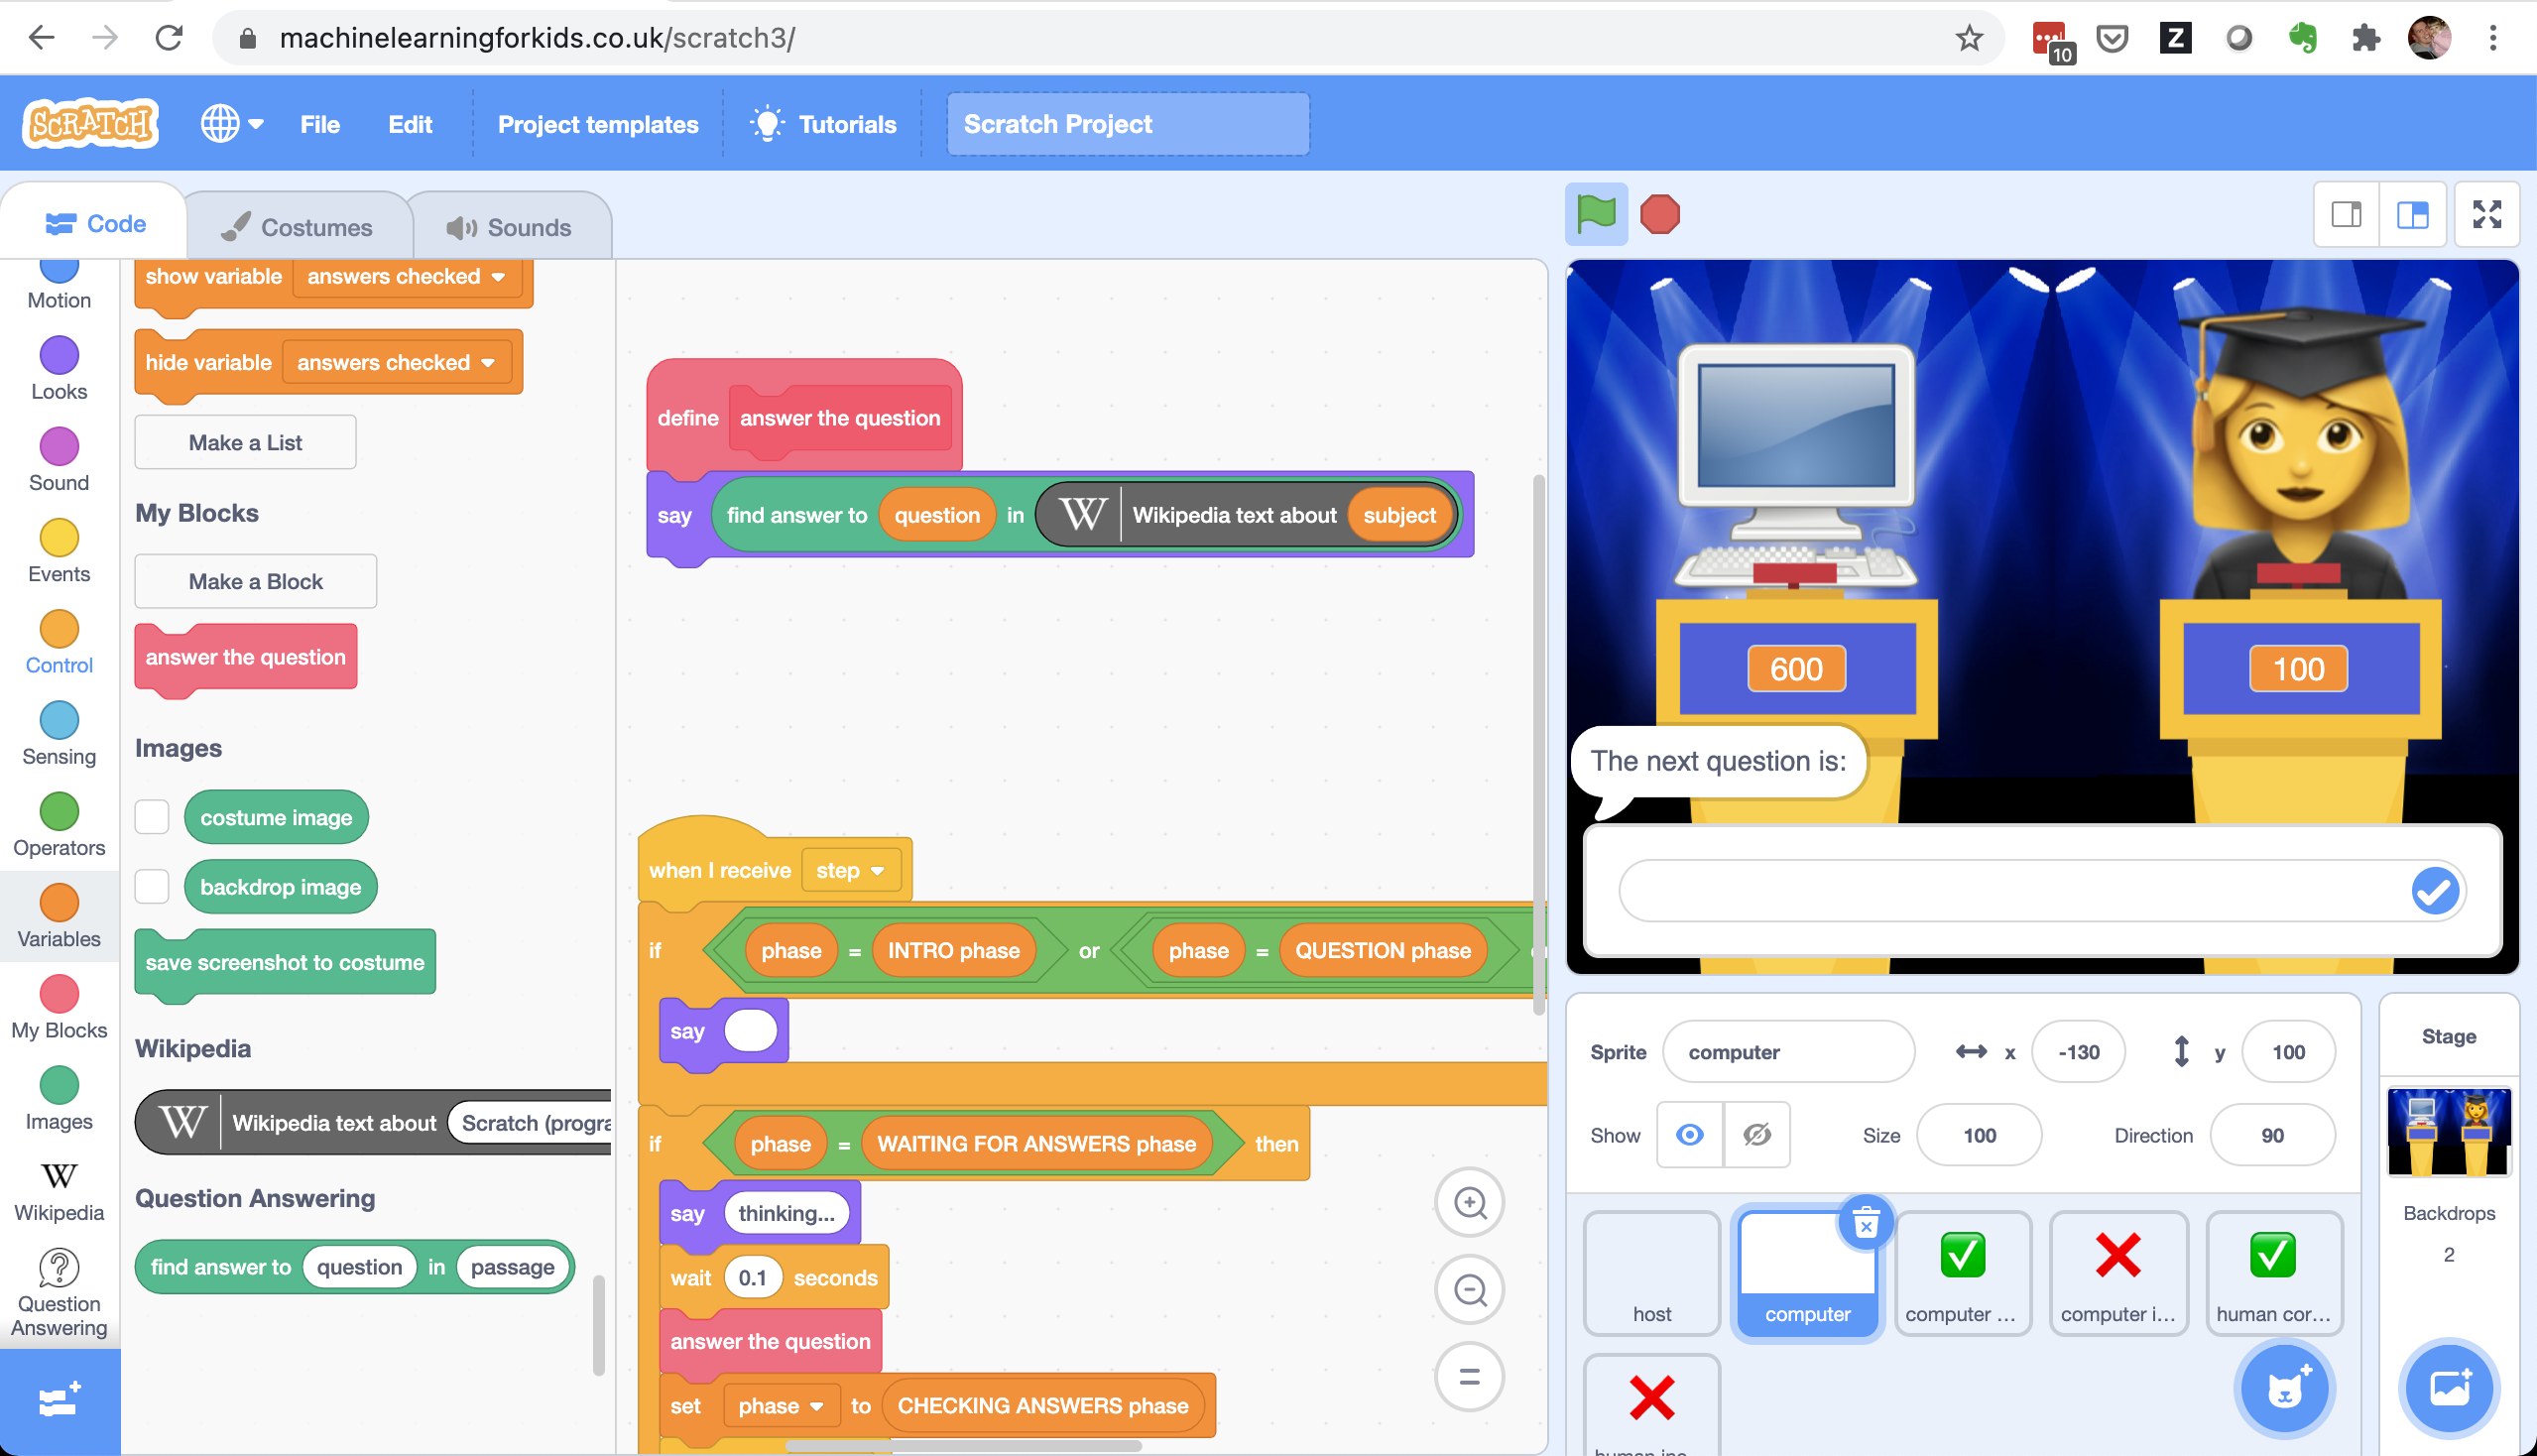 machinelearningforkids.co.uk/scratch3/
10
Z
SCRATCH
File
Edit
Project templates
Tutorials
Scratch Project
Code
Costumes
Sounds
Motion
Looks
Sound
Events
Control
Sensing
Operators
Variables
My Blocks
Images
W
Wikipedia
Question
Answering
show variable answers checked
hide variable answers checked
Make a List
My Blocks
Make a Block
answer the question
Images
costume image
backdrop image
save screenshot to costume
Wikipedia
W Wikipedia text about Scratch (progra
Question Answering
find answer to question in passage
define answer the question
say find answer to question in W Wikipedia text about subject
when I receive step
if phase = INTRO phase or phase = QUESTION phase
say
if phase = WAITING FOR ANSWERS phase then
say thinking...
wait 0.1 seconds
answer the question
set phase to CHECKING ANSWERS phase
600
100
The next question is:
Sprite computer x -130 y 100
Show Size 100 Direction 90
host
computer
computer ...
computer i...
human cor...
Stage
Backdrops
2